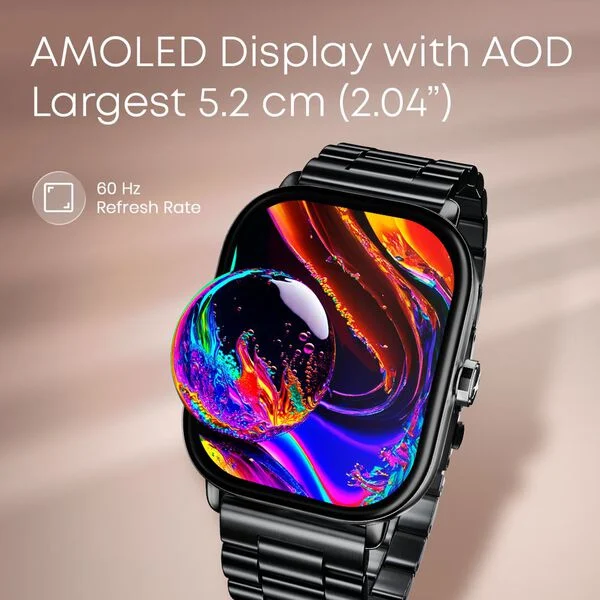 AMOLED Display with AOD
Largest 5.2 cm (2.04”)
60 Hz
Refresh Rate